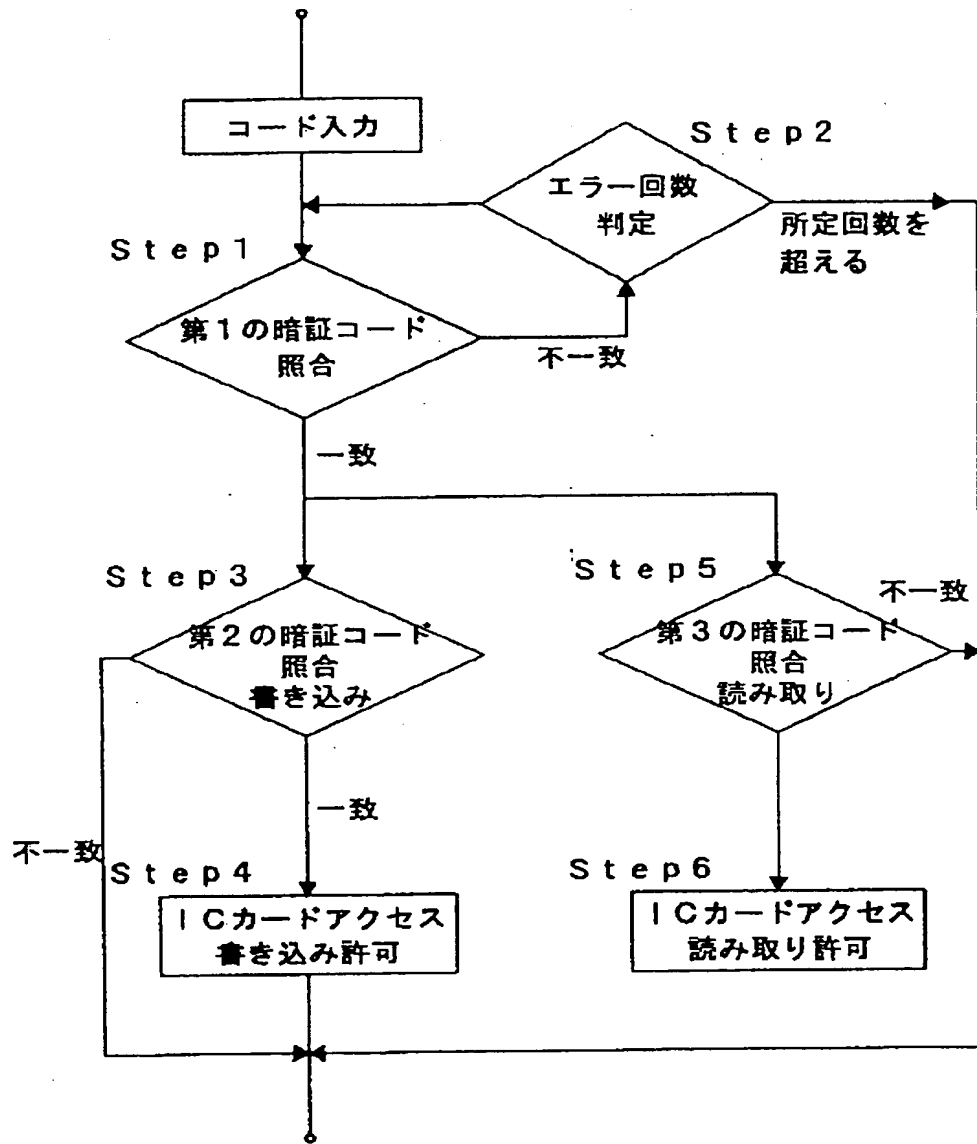 コード入力
Step2
エラー回数
判定
所定回数を
超える
Step1
第1の暗証コード
照合
不一致
一致
Step3
第2の暗証コード
照合
書き込み
Step5
不一致
第3の暗証コード
照合
読み取り
一致
不一致
Step4
ICカードアクセス
書き込み許可
Step6
ICカードアクセス
読み取り許可